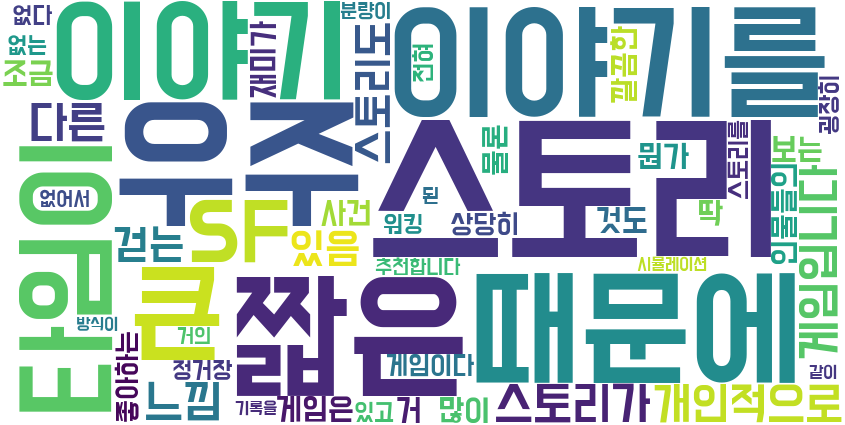 없다
이야기
분량이
이야기를
없는
조금
재미가
스토리도
전혀
깔끔한
굉장히
다른
우주
스토리
물론
뭔가
스토리를
보는
템이
없어서
SF
사건
된
워킹
상당히
것도
딱
인물들의
걷는
있음
추천합니다
시뮬레이션
게임입니다
큰
짧은
때문에
방식이
거의
좋아하는
정거장
게임이다
같이
느낌
기록을
게임은
있고
거
많이
스토리가
개인적으로